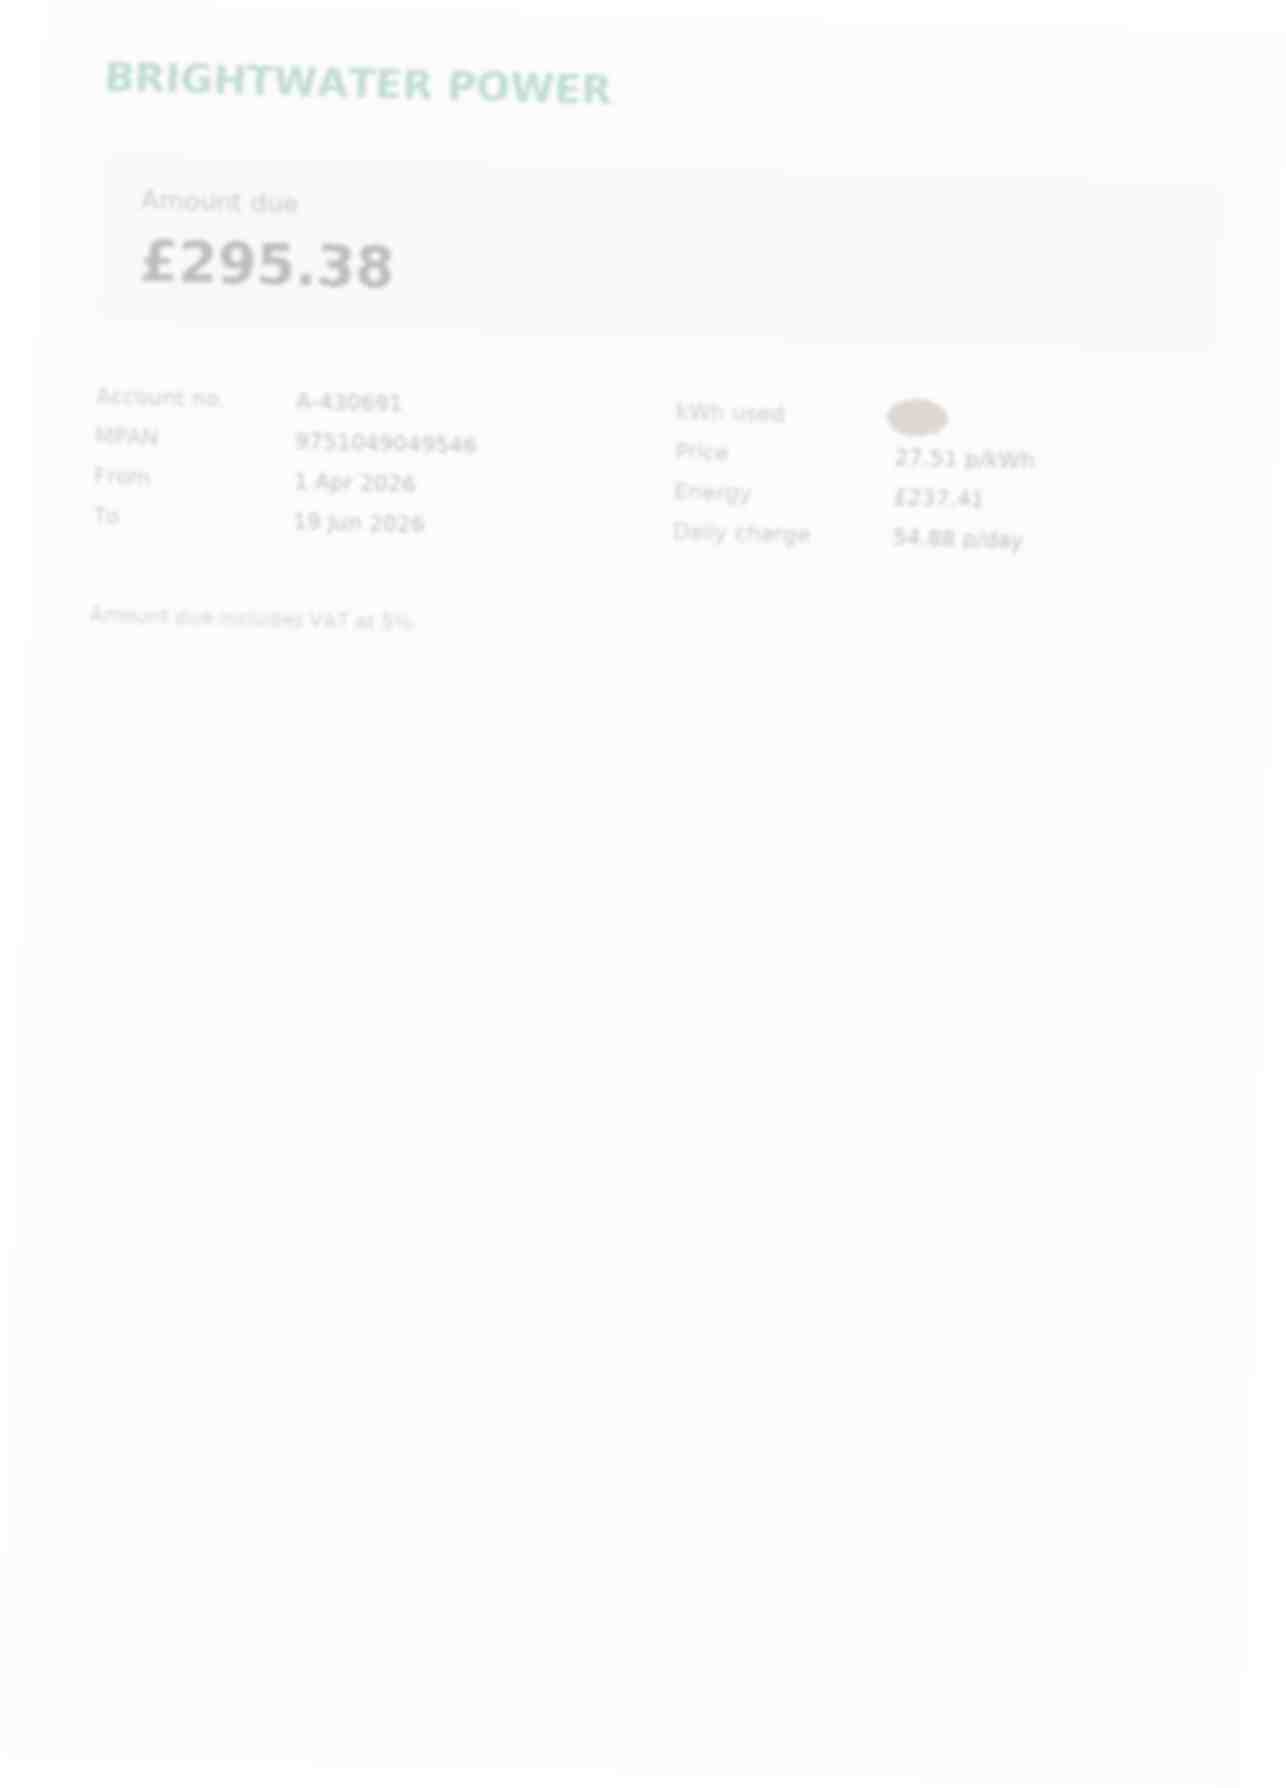 BRIGHTWATER POWER
Amount due
£295.38
Account no. A-430691
MPAN 9751049049546
From 1 Apr 2026
To 19 Jun 2026
kWh used
Price 27.51 p/kWh
Energy £237.41
Daily charge 54.88 p/day
Amount due includes VAT at 5%